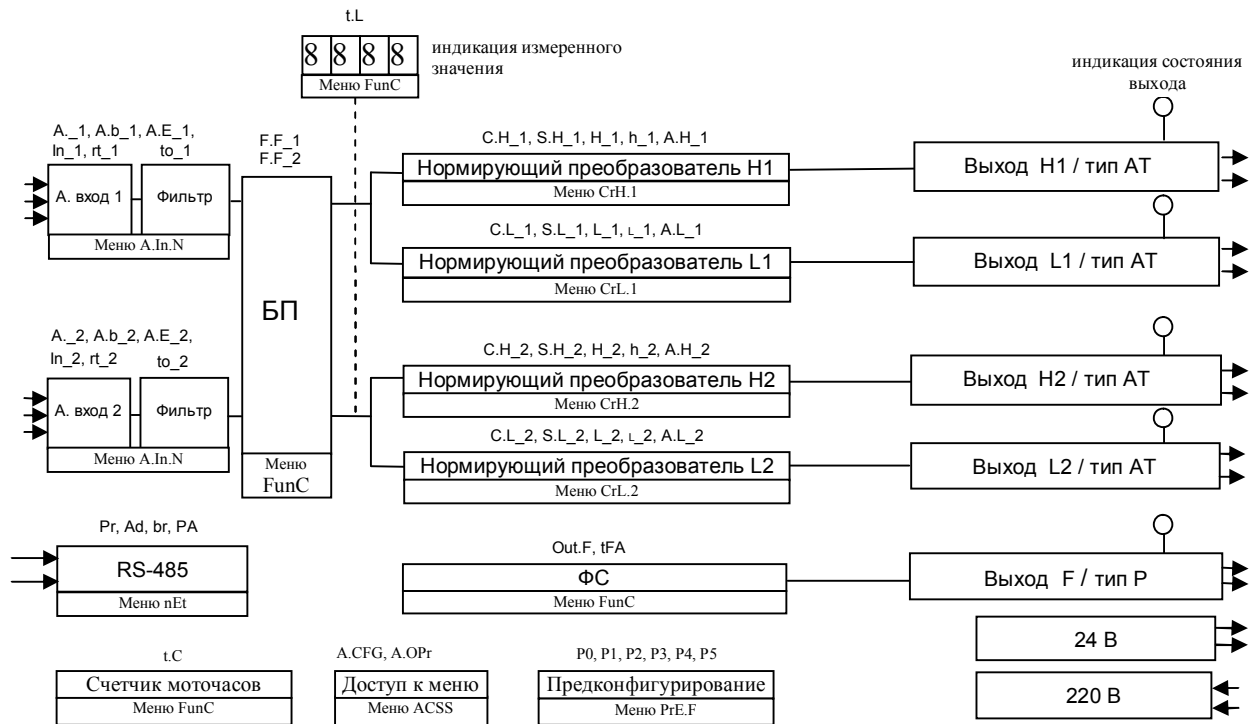 t.L
8 8 8 8
Меню FunC
индикация измеренного
значения
индикация состояния
выхода
A._1, A.b_1, A.E_1,
In_1, rt_1 to_1
А. вход 1
Фильтр
Меню A.In.N
F.F_1
F.F_2
БП
Меню
FunC
C.H_1, S.H_1, H_1, h_1, A.H_1
Нормирующий преобразователь H1
Меню CrH.1
Выход H1 / тип АТ
C.L_1, S.L_1, L_1, ʟ_1, A.L_1
Нормирующий преобразователь L1
Меню CrL.1
Выход L1 / тип АТ
A._2, A.b_2, A.E_2,
In_2, rt_2 to_2
А. вход 2
Фильтр
Меню A.In.N
C.H_2, S.H_2, H_2, h_2, A.H_2
Нормирующий преобразователь H2
Меню CrH.2
Выход H2 / тип АТ
C.L_2, S.L_2, L_2, ʟ_2, A.L_2
Нормирующий преобразователь L2
Меню CrL.2
Выход L2 / тип АТ
Pr, Ad, br, PA
RS-485
Меню nEt
Out.F, tFA
ФС
Меню FunC
Выход F / тип Р
24 В
220 В
t.C
Счетчик моточасов
Меню FunC
A.CFG, A.OPr
Доступ к меню
Меню ACSS
P0, P1, P2, P3, P4, P5
Предконфигурирование
Меню PrE.F